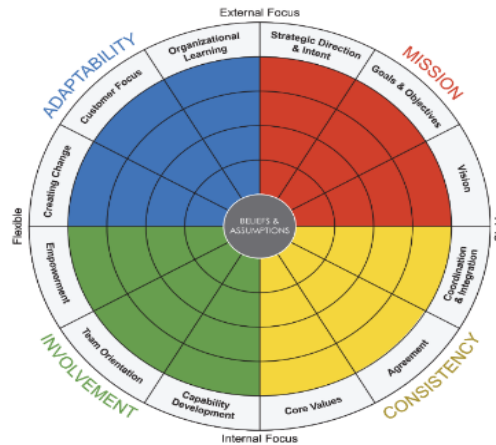 External Focus
ADAPTABILITY
MISSION
Organizational
Learning
Strategic Direction
& Intent
Customer Focus
Goals & Objectives
Creating Change
Vision
BELIEFS &
ASSUMPTIONS
Flexible
Empowerment
Coordination
& Integration
Team Orientation
Agreement
Capability
Development
Core Values
INVOLVEMENT
CONSISTENCY
Internal Focus